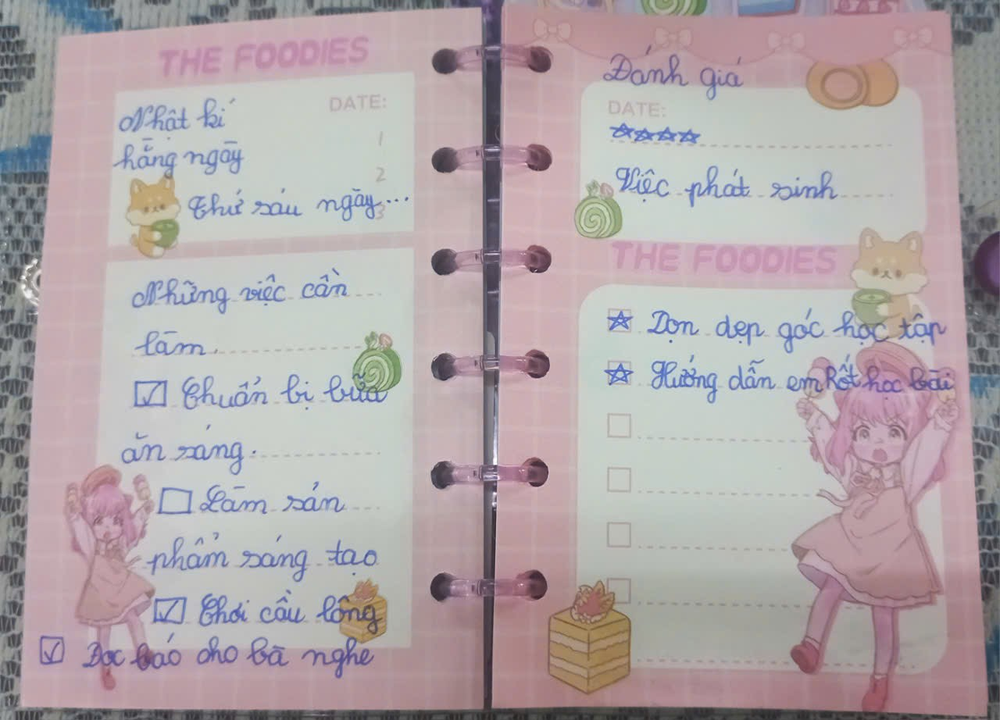 THE FOODIES
DATE:
Nhật kí
1
hằng ngày
2
Thứ sáu ngày...
3
Những việc cần
làm.
☑ Chuẩn bị bữa
ăn sáng.
☐ Làm sản
phẩm sáng tạo
☑ Chơi cầu lông
☑ Đọc báo cho bà nghe
Đánh giá
DATE:
☆☆☆☆
Việc phát sinh
THE FOODIES
☆ Dọn dẹp góc học tập
☆ Hướng dẫn em Rốt học bài